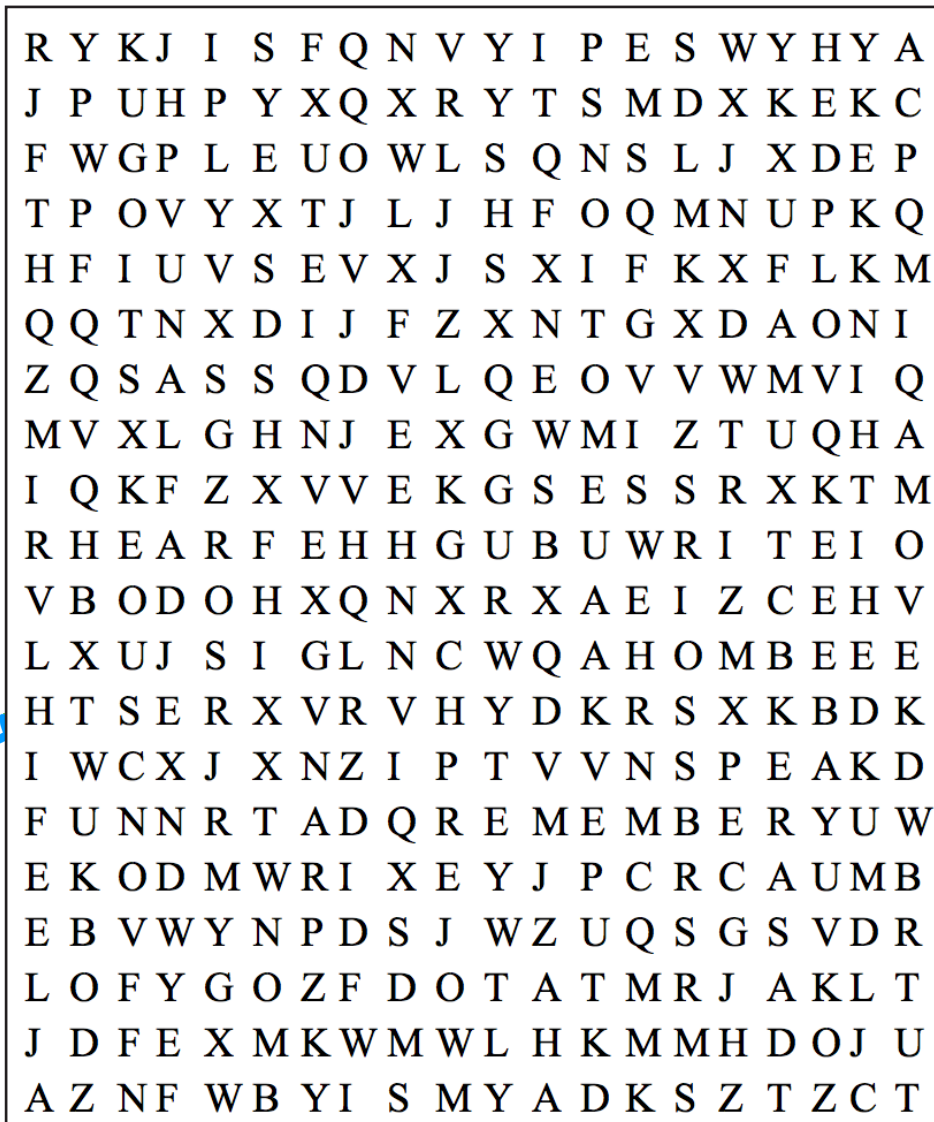 R Y K J I S F Q N V Y I P E S W Y H Y A
J P U H P Y X Q X R Y T S M D X K E K C
F W G P L E U O W L S Q N S L J X D E P
T P O V Y X T J L J H F O Q M N U P K Q
H F I U V S E V X J S X I F K X F L K M
Q Q T N X D I J F Z X N T G X D A O N I
Z Q S A S S Q D V L Q E O V V W M V I Q
M V X L G H N J E X G W M I Z T U Q H A
I Q K F Z X V V E K G S E S S R X K T M
R H E A R F E H H G U B U W R I T E I O
V B O D O H X Q N X R X A E I Z C E H V
L X U J S I G L N C W Q A H O M B E E E
H T S E R X V R V H Y D K R S X K B D K
I W C X J X N Z I P T V V N S P E A K D
F U N N R T A D Q R E M E M B E R Y U W
E K O D M W R I X E Y J P C R C A U M B
E B V W Y N P D S J W Z U Q S G S V D R
L O F Y G O Z F D O T A T M R J A K L T
J D F E X M K W M W L H K M M H D O J U
A Z N F W B Y I S M Y A D K S Z T Z C T